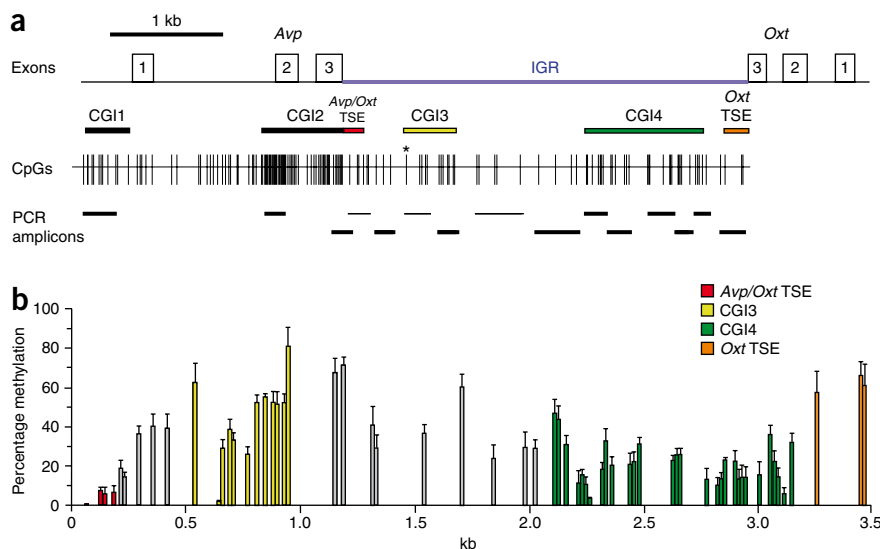 a
1 kb
Avp
Oxt
Exons
1
2
3
IGR
3
2
1
CGI1
CGI2
Avp/Oxt
TSE
CGI3
CGI4
Oxt
TSE
*
CpGs
PCR
amplicons
b
Percentage methylation
100
80
60
40
20
0
Avp/Oxt TSE
CGI3
CGI4
Oxt TSE
0
0.5
1.0
1.5
2.0
2.5
3.0
3.5
kb